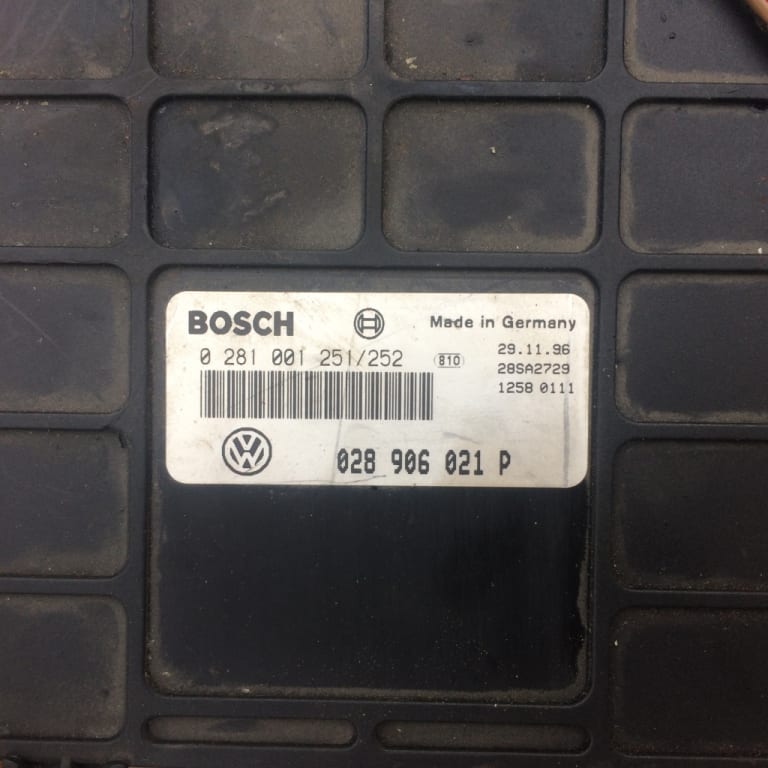 BOSCH
Made in Germany
0 281 001 251/252
810
29.11.96
28SA2729
1258 0111
VW
028 906 021 P